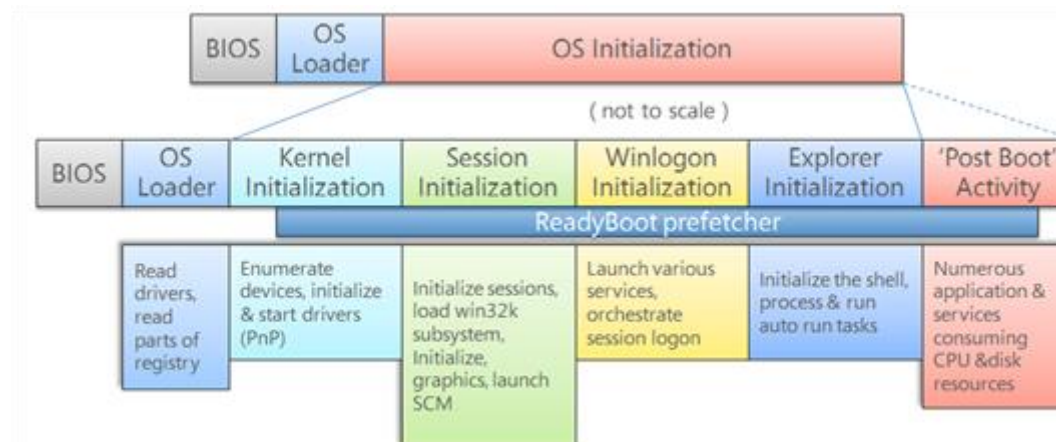 BIOS
OS
Loader
OS Initialization
( not to scale )
BIOS
OS
Loader
Kernel
Initialization
Session
Initialization
Winlogon
Initialization
Explorer
Initialization
'Post Boot'
Activity
ReadyBoot prefetcher
Read
drivers,
read
parts of
registry
Enumerate
devices, initialize
& start drivers
(PnP)
Initialize sessions,
load win32k
subsystem,
Initialize,
graphics, launch
SCM
Launch various
services,
orchestrate
session logon
Initialize the shell,
process & run
auto run tasks
Numerous
application &
services
consuming
CPU &disk
resources